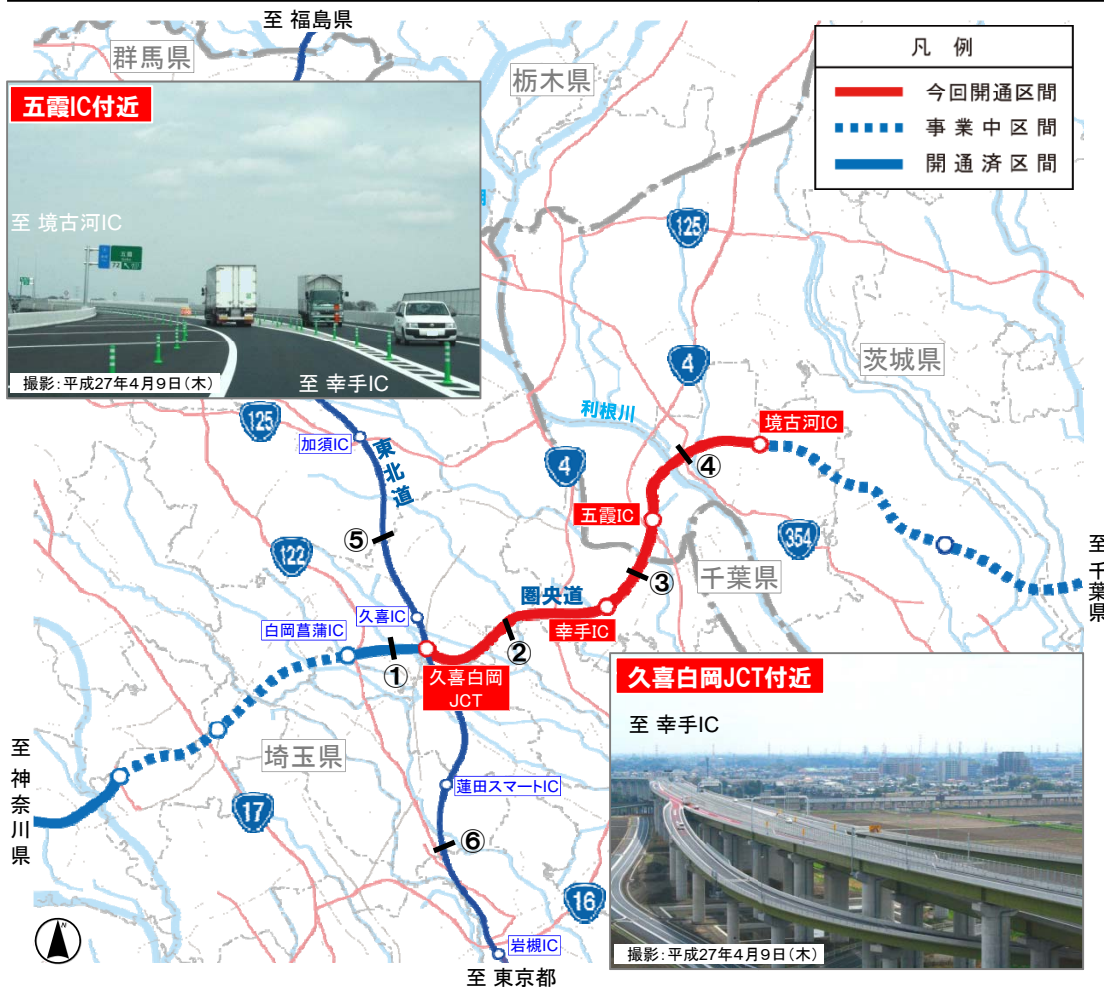 至 福島県
群馬県
栃木県
凡 例
今回開通区間
事業中区間
開通済区間
五霞IC付近
至 境古河IC
至 幸手IC
撮影:平成27年4月9日(木)
125
4
茨城県
利根川
境古河IC
④
125
加須IC
東北道
4
五霞IC
354
千葉県
至 千葉県
⑤
122
③
圏央道
久喜IC
幸手IC
白岡菖蒲IC
①
②
久喜白岡
JCT
久喜白岡JCT付近
至 幸手IC
撮影:平成27年4月9日(木)
至 神奈川県
埼玉県
17
蓮田スマートIC
⑥
16
N
岩槻IC
至 東京都